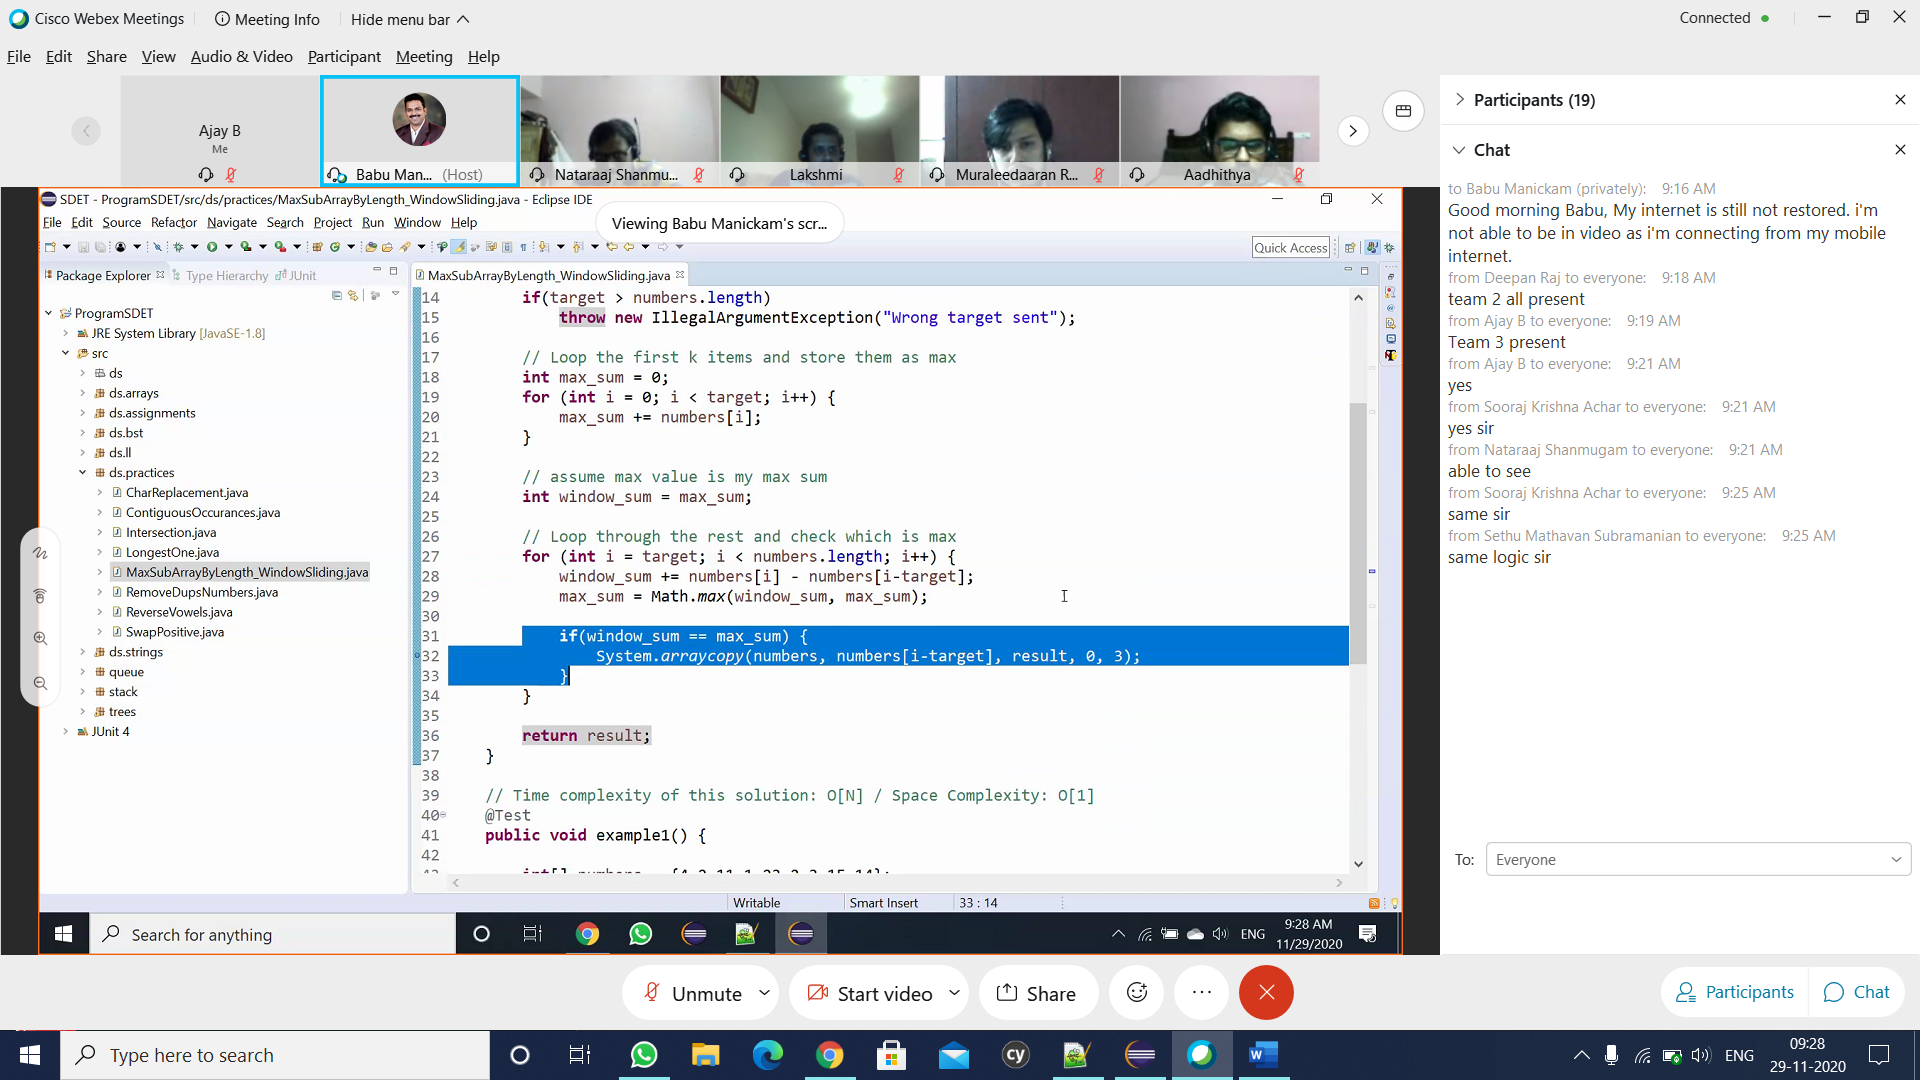 Cisco Webex Meetings
Meeting Info
Hide menu bar
Connected
File Edit Share View Audio & Video Participant Meeting Help
Ajay B
Me
Babu Man... (Host)
Nataraj Shanmu...
Lakshmi
Muraleedaaran R...
Aadhithya
SDET - ProgramSDET/src/ds/practices/MaxSubArrayByLength_WindowSliding.java - Eclipse IDE
Viewing Babu Manickam's scr...
File Edit Source Refactor Navigate Search Project Run Window Help
Quick Access
Package Explorer
Type Hierarchy
JUnit
ProgramSDET
JRE System Library [JavaSE-1.8]
src
ds
ds.arrays
ds.assignments
ds.bst
ds.ll
ds.practices
CharReplacement.java
ContiguousOccurances.java
Intersection.java
LongestOne.java
MaxSubArrayByLength_WindowSliding.java
RemoveDupsNumbers.java
ReverseVowels.java
SwapPositive.java
ds.strings
queue
stack
trees
JUnit 4
MaxSubArrayByLength_WindowSliding.java
14 if(target > numbers.length)
15 throw new IllegalArgumentException("Wrong target sent");
16
17 // Loop the first k items and store them as max
18 int max_sum = 0;
19 for (int i = 0; i < target; i++) {
20 max_sum += numbers[i];
21 }
22
23 // assume max value is my max sum
24 int window_sum = max_sum;
25
26 // Loop through the rest and check which is max
27 for (int i = target; i < numbers.length; i++) {
28 window_sum += numbers[i] - numbers[i-target];
29 max_sum = Math.max(window_sum, max_sum);
30
31 if(window_sum == max_sum) {
32 System.arraycopy(numbers, numbers[i-target], result, 0, 3);
33 }
34 }
35
36 return result;
37 }
38
39 // Time complexity of this solution: O[N] / Space Complexity: O[1]
40 @Test
41 public void example1() {
42
Writable
Smart Insert
33 : 14
Search for anything
ENG
9:28 AM
11/29/2020
Participants (19)
Chat
to Babu Manickam (privately): 9:16 AM
Good morning Babu, My internet is still not restored. i'm
not able to be in video as i'm connecting from my mobile
internet.
from Deepan Raj to everyone: 9:18 AM
team 2 all present
from Ajay B to everyone: 9:19 AM
Team 3 present
from Ajay B to everyone: 9:21 AM
yes
from Sooraj Krishna Achar to everyone: 9:21 AM
yes sir
from Nataraj Shanmugam to everyone: 9:21 AM
able to see
from Sooraj Krishna Achar to everyone: 9:25 AM
same sir
from Sethu Mathavan Subramanian to everyone: 9:25 AM
same logic sir
To: Everyone
Unmute
Start video
Share
Participants
Chat
Type here to search
cy
ENG
09:28
29-11-2020